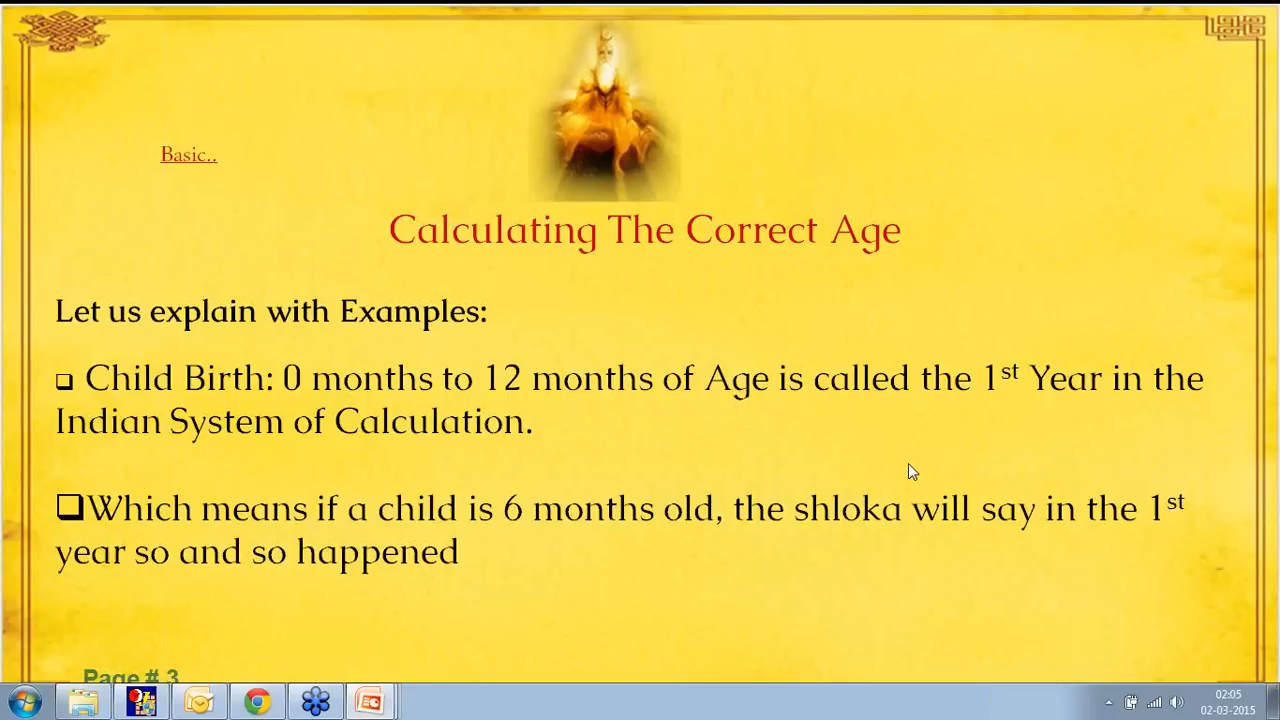 Basic..
Calculating The Correct Age
Let us explain with Examples:
❑ Child Birth: 0 months to 12 months of Age is called the 1st Year in the
Indian System of Calculation.
❑Which means if a child is 6 months old, the shloka will say in the 1st
year so and so happened
Page # 3
02:05
02-03-2015